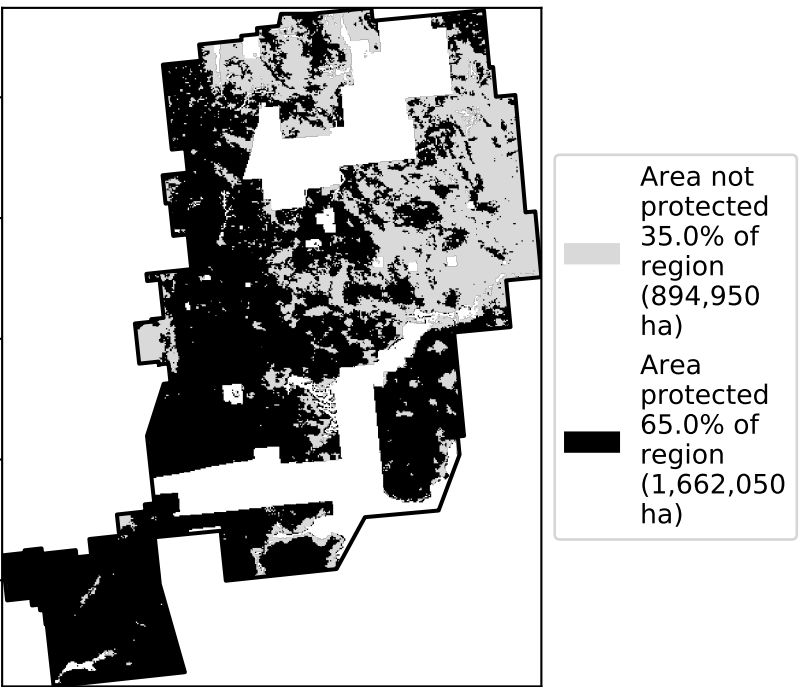 Area not
protected
35.0% of
region
(894,950
ha)
Area
protected
65.0% of
region
(1,662,050
ha)